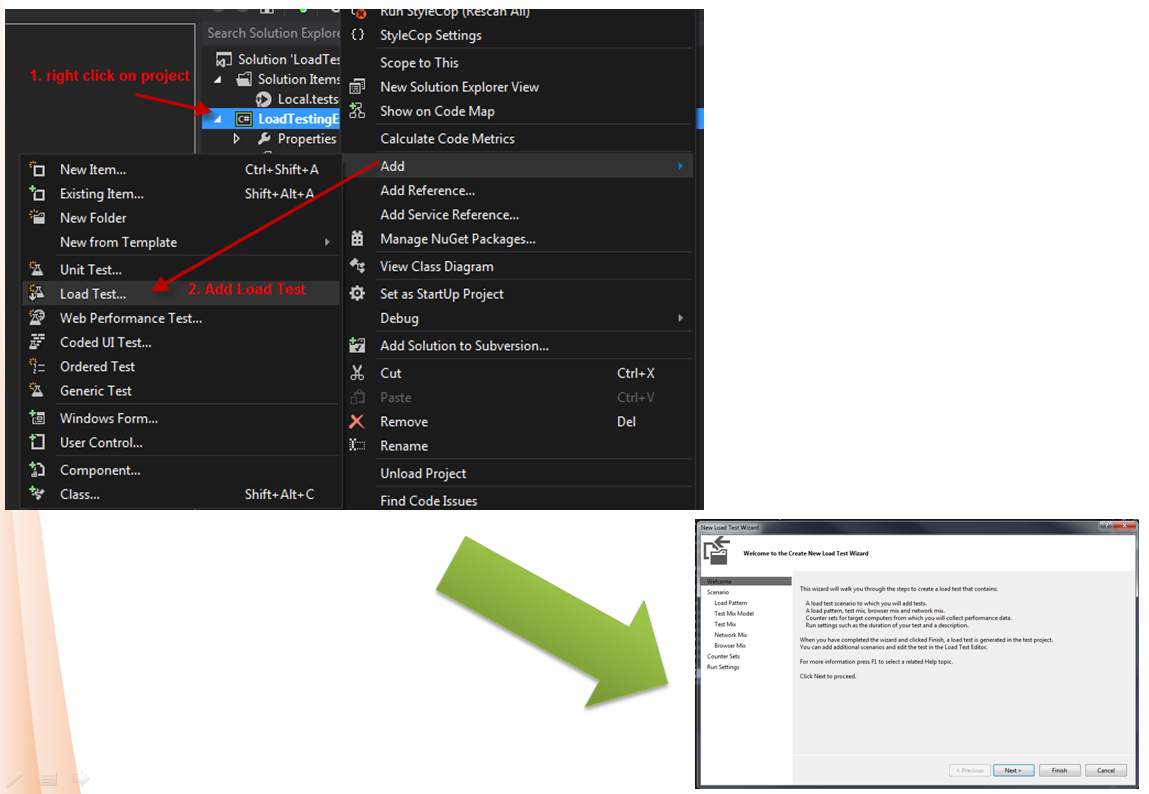 Run StyleCop (Rescan All)
Search Solution Explore
StyleCop Settings
Solution 'LoadTes
Scope to This
1. right click on project
Solution Items
New Solution Explorer View
Local.tests
Show on Code Map
LoadTestingE
Properties
Calculate Code Metrics
Add
Add Reference...
Add Service Reference...
Manage NuGet Packages...
View Class Diagram
Set as StartUp Project
Debug
Add Solution to Subversion...
Cut Ctrl+X
Paste Ctrl+V
Remove Del
Rename
Unload Project
Find Code Issues
New Item... Ctrl+Shift+A
Existing Item... Shift+Alt+A
New Folder
New from Template
Unit Test...
Load Test...
2. Add Load Test
Web Performance Test...
Coded UI Test...
Ordered Test
Generic Test
Windows Form...
User Control...
Component...
Class... Shift+Alt+C
New Load Test Wizard
Welcome to the Create New Load Test Wizard
Welcome
Scenario
Load Pattern
Test Mix Model
Test Mix
Network Mix
Browser Mix
Counter Sets
Run Settings
This wizard will walk you through the steps to create a load test that contains:
A load test scenario to which you will add tests.
A load pattern, test mix, browser mix and network mix.
Counter sets for target computers from which you will collect performance data.
Run settings such as the duration of your test and a description.
When you have completed the wizard and clicked Finish, a load test is generated in the test project.
You can add additional scenarios and edit the test in the Load Test Editor.
For more information press F1 to select a related Help topic.
Click Next to proceed.
< Previous
Next >
Finish
Cancel